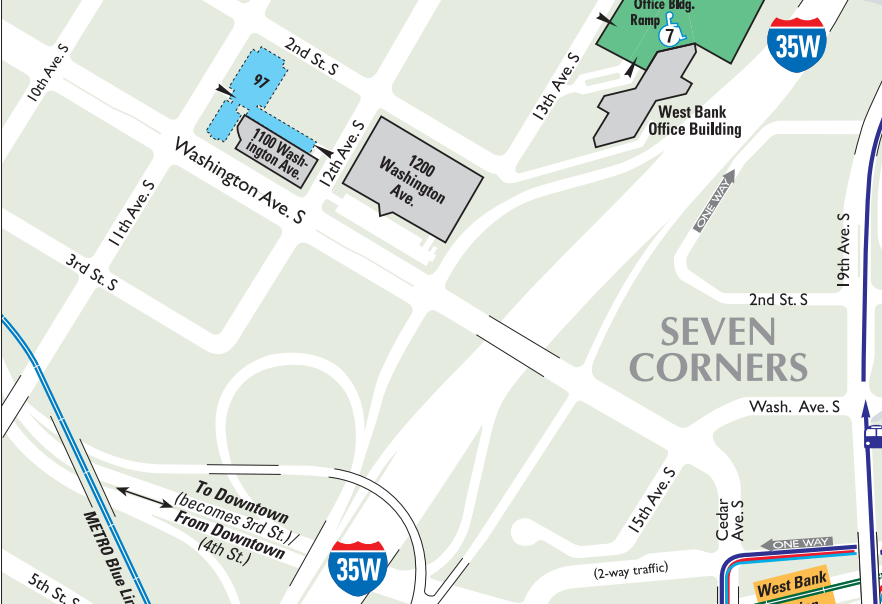 Office Bldg.
Ramp
7
35W
10th Ave. S
2nd St. S
97
13th Ave. S
West Bank
Office Building
1100 Wash-
ington Ave.
12th Ave. S
1200
Washington
Ave.
Washington Ave. S
ONE WAY
11th Ave. S
19th Ave. S
3rd St. S
2nd St. S
SEVEN
CORNERS
Wash. Ave. S
To Downtown
(becomes 3rd St.)/
From Downtown
(4th St.)
15th Ave. S
Cedar
Ave. S
METRO Blue Lin
35W
ONE WAY
(2-way traffic)
5th St. S
West Bank